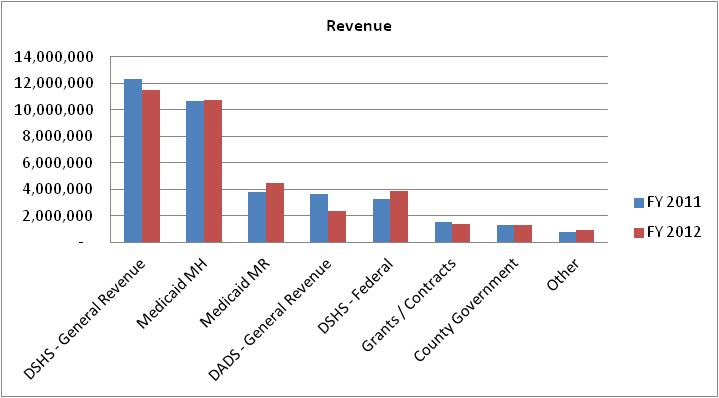 Revenue
14,000,000
12,000,000
10,000,000
8,000,000
6,000,000
4,000,000
2,000,000
-
DSHS - General Revenue
Medicaid MH
Medicaid MR
DADS - General Revenue
DSHS - Federal
Grants / Contracts
County Government
Other
FY 2011
FY 2012